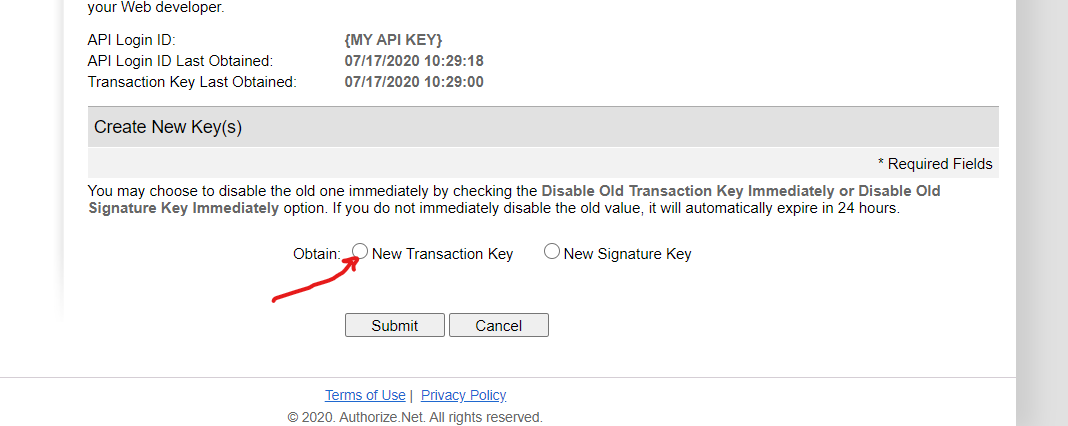 your Web developer.
API Login ID: {MY API KEY}
API Login ID Last Obtained: 07/17/2020 10:29:18
Transaction Key Last Obtained: 07/17/2020 10:29:00
Create New Key(s)
* Required Fields
You may choose to disable the old one immediately by checking the Disable Old Transaction Key Immediately or Disable Old
Signature Key Immediately option. If you do not immediately disable the old value, it will automatically expire in 24 hours.
Obtain: New Transaction Key New Signature Key
Submit Cancel
Terms of Use | Privacy Policy
© 2020. Authorize.Net. All rights reserved.